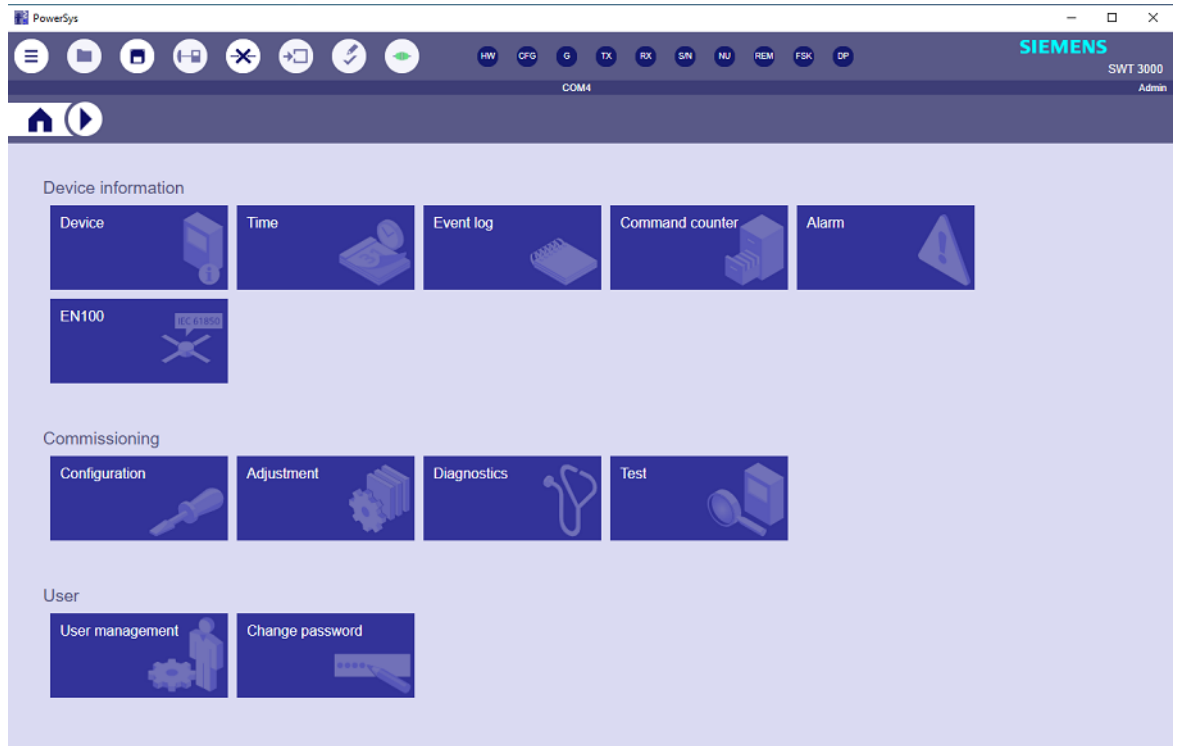 PowerSys
HW CFG G TX RX S/N NU REM FSK DP
SIEMENS
SWT 3000
COM4
Admin
Device information
Device
Time
Event log
Command counter
Alarm
EN100
IEC 61850
Commissioning
Configuration
Adjustment
Diagnostics
Test
User
User management
Change password